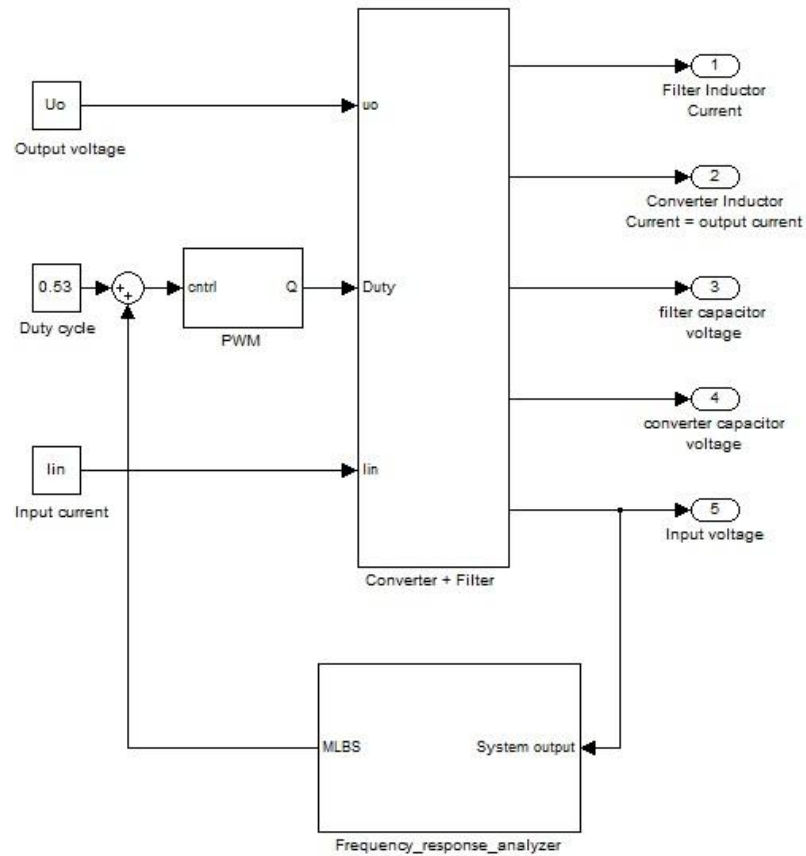 Uo
Output voltage
0.53
Duty cycle
cntrl
Q
PWM
Iin
Input current
uo
Duty
Iin
Converter + Filter
1
Filter Inductor
Current
2
Converter Inductor
Current = output current
3
filter capacitor
voltage
4
converter capacitor
voltage
5
Input voltage
MLBS
System output
Frequency_response_analyzer